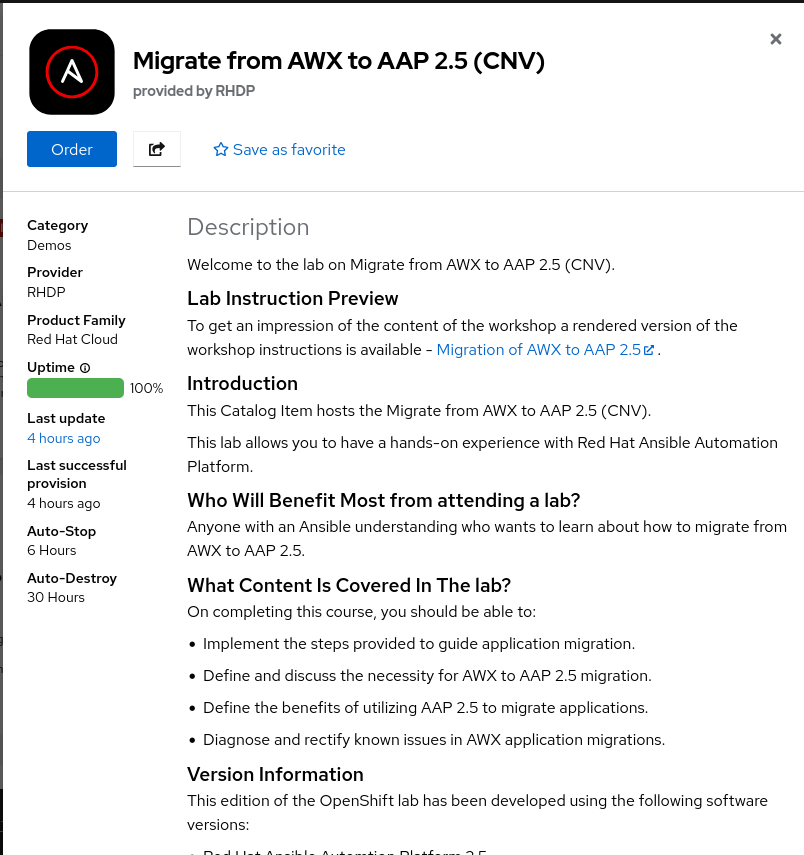 Migrate from AWX to AAP 2.5 (CNV)
provided by RHDP
Order
Save as favorite
Category
Demos
Provider
RHDP
Product Family
Red Hat Cloud
Uptime
100%
Last update
4 hours ago
Last successful
provision
4 hours ago
Auto-Stop
6 Hours
Auto-Destroy
30 Hours
Description
Welcome to the lab on Migrate from AWX to AAP 2.5 (CNV).
Lab Instruction Preview
To get an impression of the content of the workshop a rendered version of the
workshop instructions is available - Migration of AWX to AAP 2.5 .
Introduction
This Catalog Item hosts the Migrate from AWX to AAP 2.5 (CNV).
This lab allows you to have a hands-on experience with Red Hat Ansible Automation
Platform.
Who Will Benefit Most from attending a lab?
Anyone with an Ansible understanding who wants to learn about how to migrate from
AWX to AAP 2.5.
What Content Is Covered In The lab?
On completing this course, you should be able to:
• Implement the steps provided to guide application migration.
• Define and discuss the necessity for AWX to AAP 2.5 migration.
• Define the benefits of utilizing AAP 2.5 to migrate applications.
• Diagnose and rectify known issues in AWX application migrations.
Version Information
This edition of the OpenShift lab has been developed using the following software
versions:
• Red Hat Ansible Automtion Platform 2.5